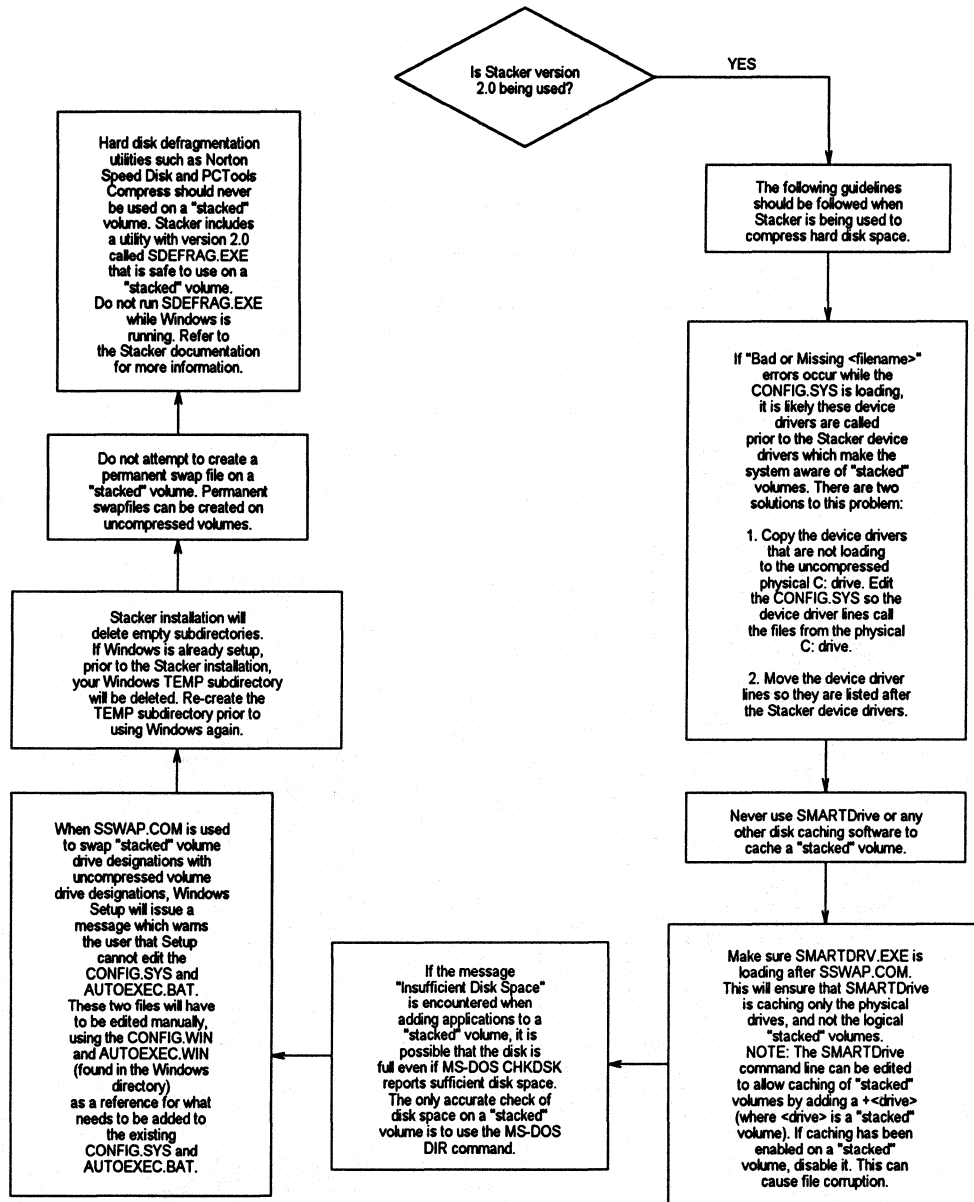 Is Stacker version
2.0 being used?
YES
The following guidelines
should be followed when
Stacker is being used to
compress hard disk space.
If "Bad or Missing <filename>"
errors occur while the
CONFIG.SYS is loading,
it is likely these device
drivers are called
prior to the Stacker device
drivers which make the
system aware of "stacked"
volumes. There are two
solutions to this problem:
1. Copy the device drivers
that are not loading
to the uncompressed
physical C: drive. Edit
the CONFIG.SYS so the
device driver lines call
the files from the physical
C: drive.
2. Move the device driver
lines so they are listed after
the Stacker device drivers.
Never use SMARTDrive or any
other disk caching software to
cache a "stacked" volume.
Make sure SMARTDRV.EXE is
loading after SSWAP.COM.
This will ensure that SMARTDrive
is caching only the physical
drives, and not the logical
"stacked" volumes.
NOTE: The SMARTDrive
command line can be edited
to allow caching of "stacked"
volumes by adding a +<drive>
(where <drive> is a "stacked"
volume). If caching has been
enabled on a "stacked"
volume, disable it. This can
cause file corruption.
If the message
"Insufficient Disk Space"
is encountered when
adding applications to a
"stacked" volume, it is
possible that the disk is
full even if MS-DOS CHKDSK
reports sufficient disk space.
The only accurate check of
disk space on a "stacked"
volume is to use the MS-DOS
DIR command.
When SSWAP.COM is used
to swap "stacked" volume
drive designations with
uncompressed volume
drive designations, Windows
Setup will issue a
message which warns
the user that Setup
cannot edit the
CONFIG.SYS and
AUTOEXEC.BAT.
These two files will have
to be edited manually,
using the CONFIG.WIN
and AUTOEXEC.WIN
(found in the Windows
directory)
as a reference for what
needs to be added to
the existing
CONFIG.SYS and
AUTOEXEC.BAT.
Stacker installation will
delete empty subdirectories.
If Windows is already setup,
prior to the Stacker installation,
your Windows TEMP subdirectory
will be deleted. Re-create the
TEMP subdirectory prior to
using Windows again.
Do not attempt to create a
permanent swap file on a
"stacked" volume. Permanent
swapfiles can be created on
uncompressed volumes.
Hard disk defragmentation
utilities such as Norton
Speed Disk and PCTools
Compress should never
be used on a "stacked"
volume. Stacker includes
a utility with version 2.0
called SDEFRAG.EXE
that is safe to use on a
"stacked" volume.
Do not run SDEFRAG.EXE
while Windows is
running. Refer to
the Stacker documentation
for more information.